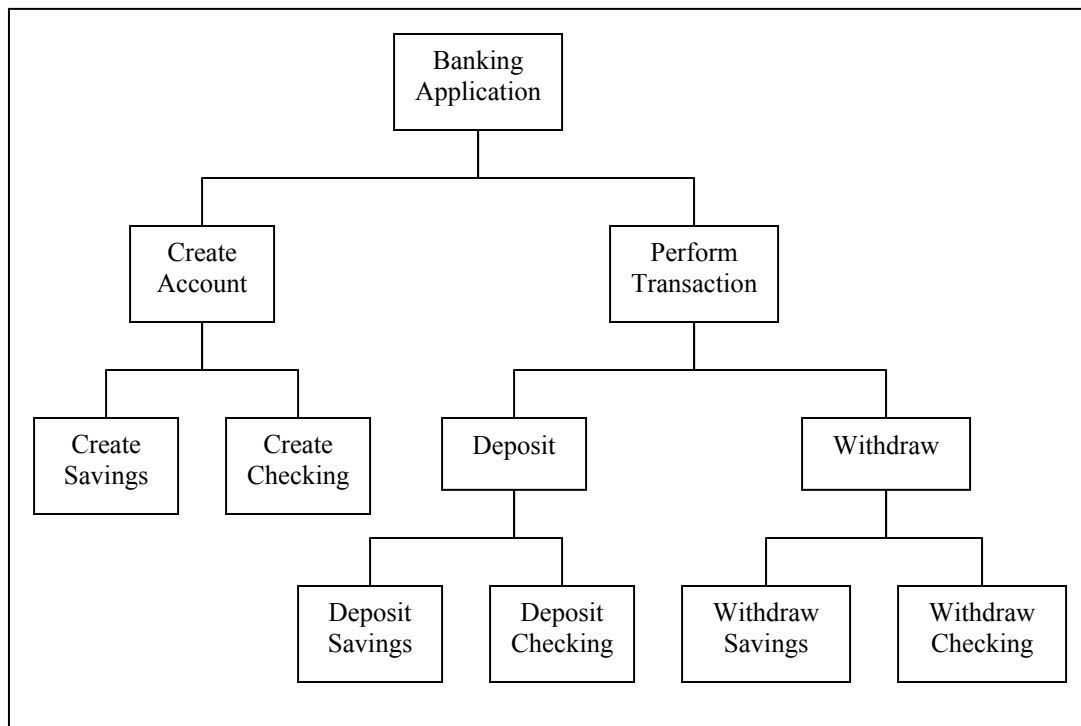 Banking
Application
Create
Account
Perform
Transaction
Create
Savings
Create
Checking
Deposit
Withdraw
Deposit
Savings
Deposit
Checking
Withdraw
Savings
Withdraw
Checking